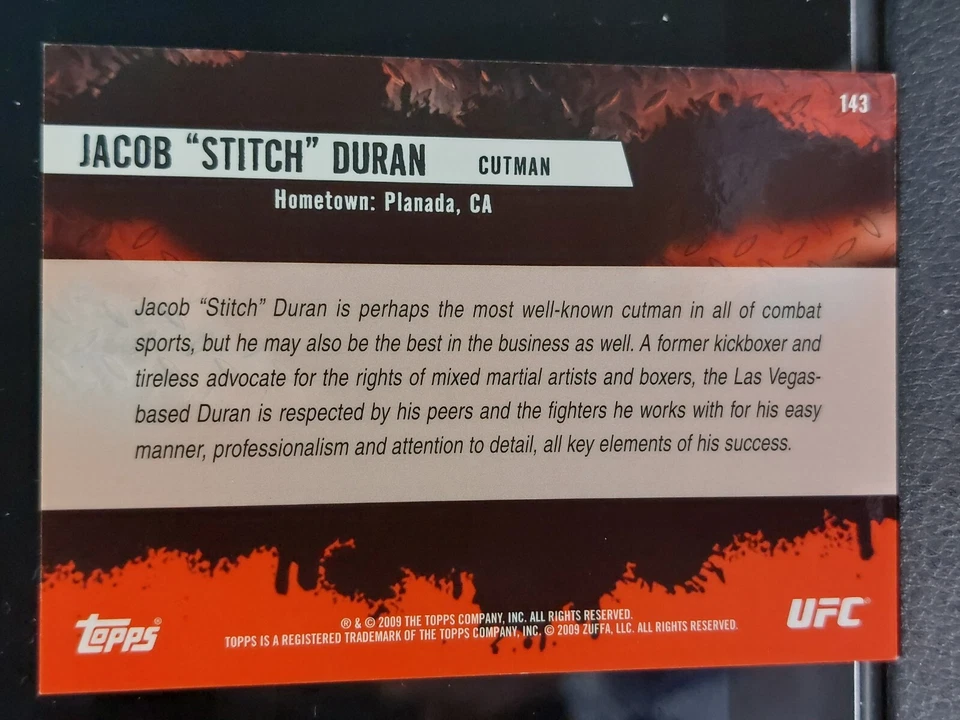 143
JACOB “STITCH” DURAN CUTMAN
Hometown: Planada, CA
Jacob “Stitch” Duran is perhaps the most well-known cutman in all of combat
sports, but he may also be the best in the business as well. A former kickboxer and
tireless advocate for the rights of mixed martial artists and boxers, the Las Vegas-
based Duran is respected by his peers and the fighters he works with for his easy
manner, professionalism and attention to detail, all key elements of his success.
topps®
® & © 2009 THE TOPPS COMPANY, INC. ALL RIGHTS RESERVED.
TOPPS IS A REGISTERED TRADEMARK OF THE TOPPS COMPANY, INC. © 2009 ZUFFA, LLC. ALL RIGHTS RESERVED.
UFC